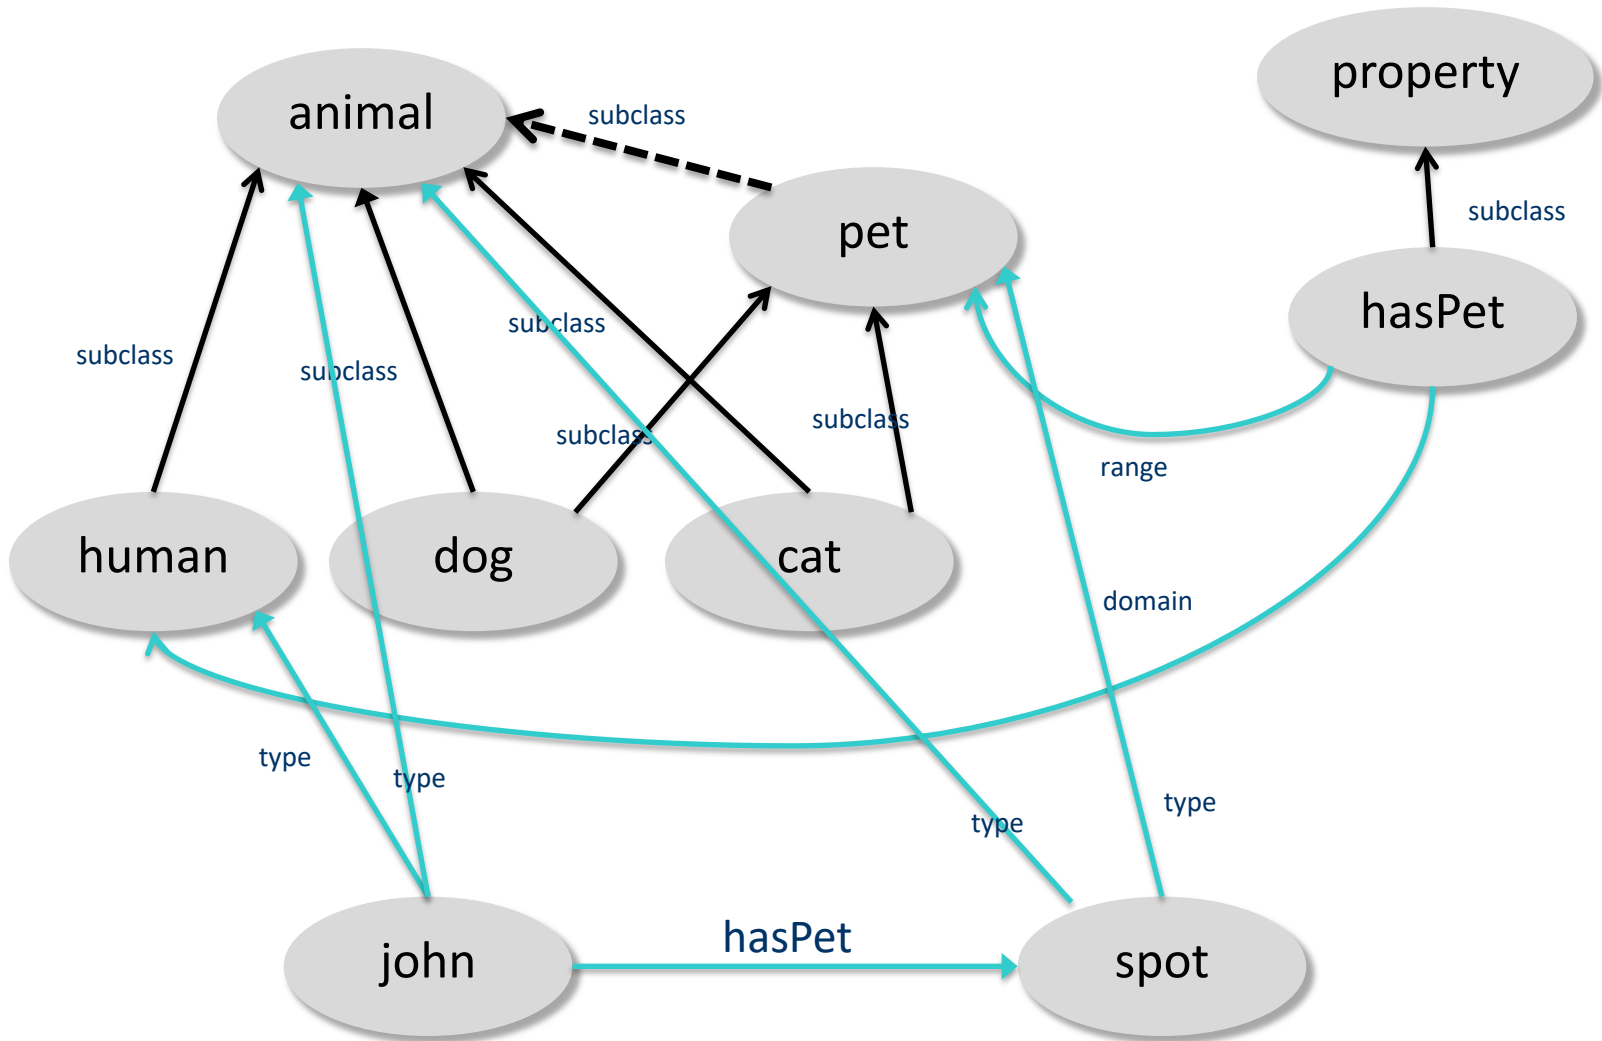 property
animal
subclass
pet
subclass
hasPet
subclass
subclass
subclass
subclass
subclass
range
human
dog
cat
domain
type
type
type
type
hasPet
john
spot